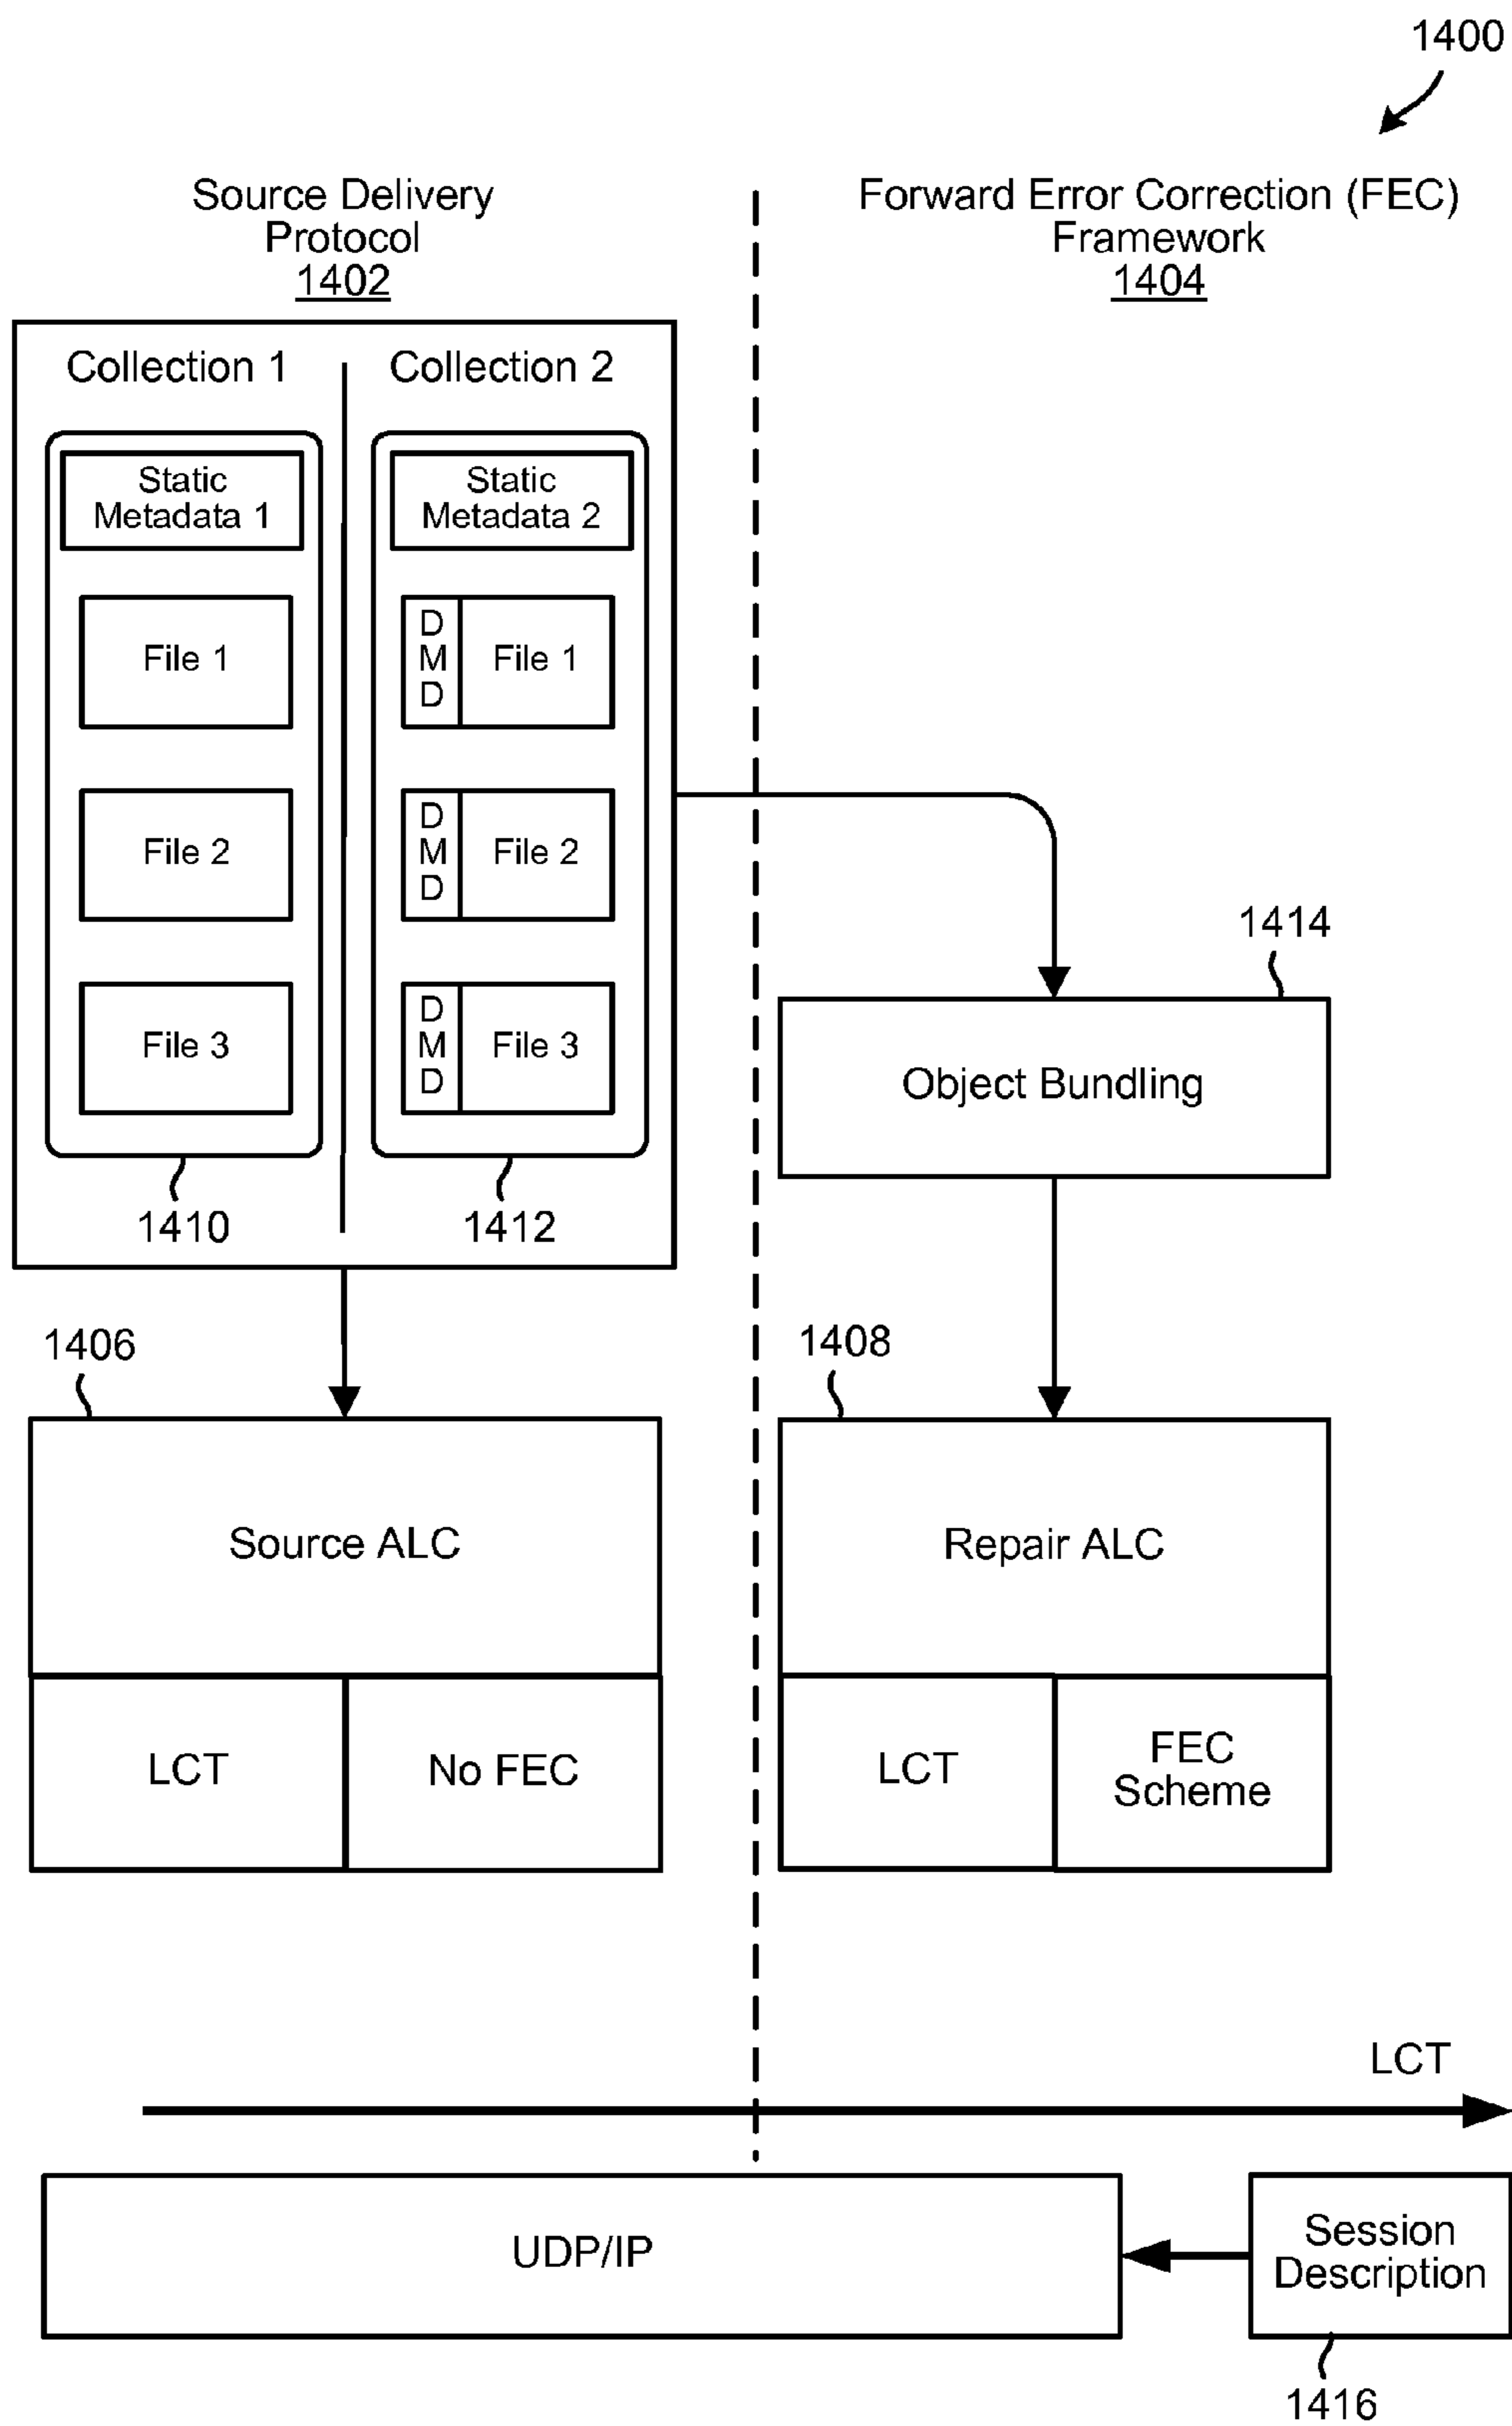 1400
Source Delivery
Protocol
1402
Forward Error Correction (FEC)
Framework
1404
Collection 1
Collection 2
Static
Metadata 1
Static
Metadata 2
File 1
D
M
D
File 1
File 2
D
M
D
File 2
File 3
D
M
D
File 3
1410
1412
1414
Object Bundling
1406
1408
Source ALC
Repair ALC
LCT
No FEC
LCT
FEC
Scheme
LCT
UDP/IP
Session
Description
1416